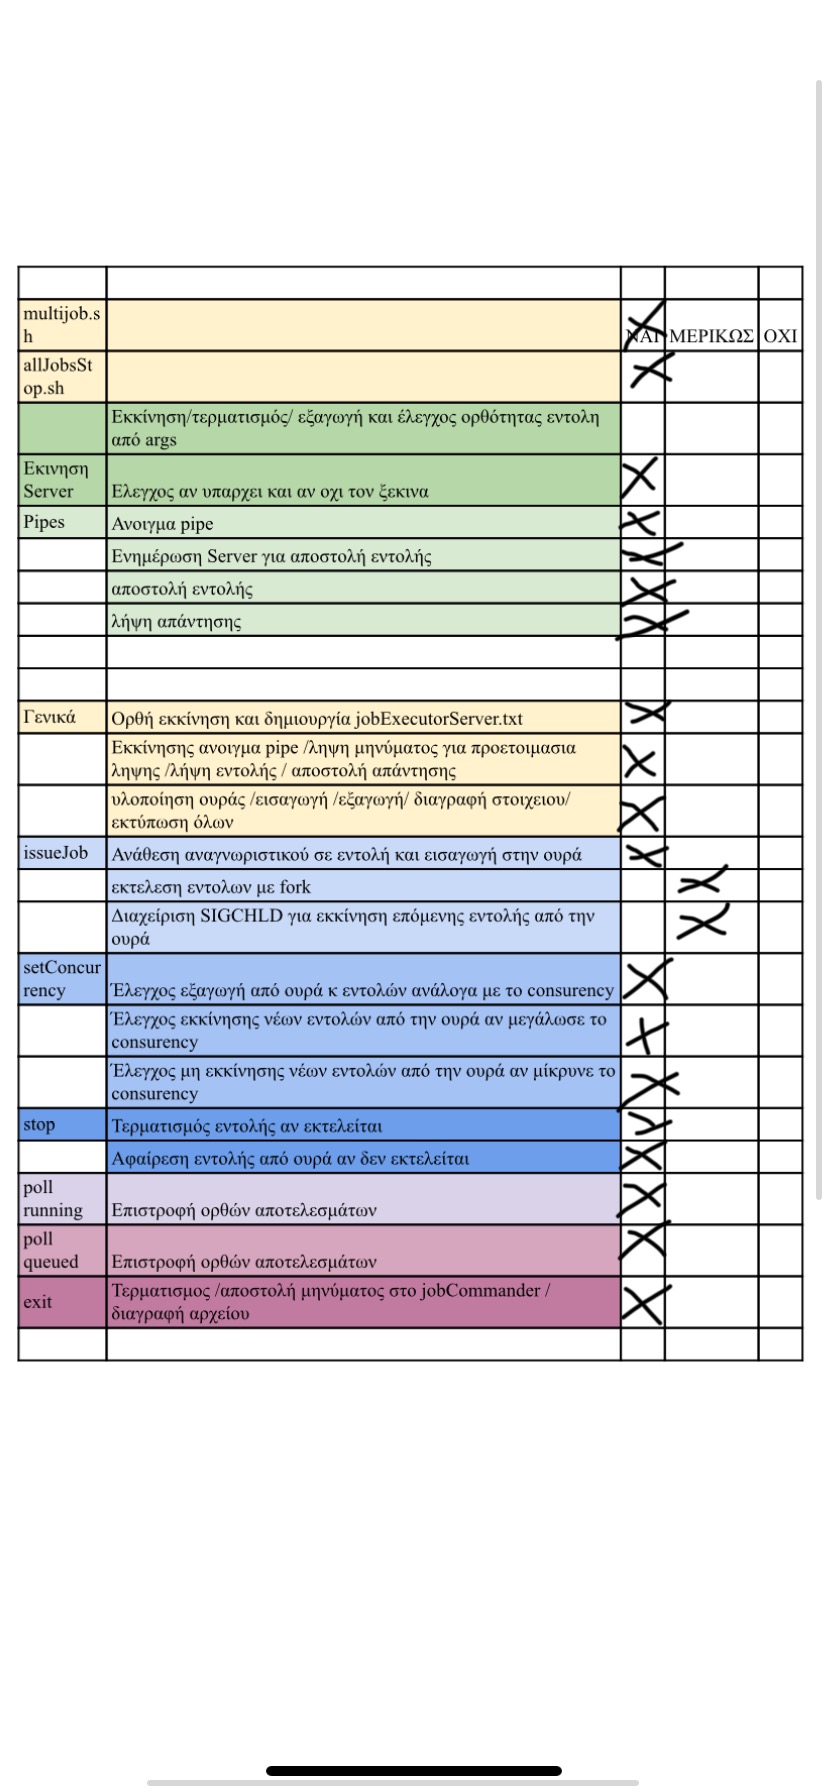 multijob.s
h
ΝΑΙ ΜΕΡΙΚΩΣ ΟΧΙ
allJobsSt
op.sh
Εκκίνηση/τερματισμός/ εξαγωγή και έλεγχος ορθότητας εντολη
από args
Εκινηση
Server
Ελεγχος αν υπαρχει και αν οχι τον ξεκινα
Pipes
Ανοιγμα pipe
Ενημέρωση Server για αποστολή εντολής
αποστολή εντολής
λήψη απάντησης
Γενικά
Ορθή εκκίνηση και δημιουργία jobExecutorServer.txt
Εκκίνησης ανοιγμα pipe /ληψη μηνύματος για προετοιμασια
ληψης /λήψη εντολής / αποστολή απάντησης
υλοποίηση ουράς /εισαγωγή /εξαγωγή/ διαγραφή στοιχειου/
εκτύπωση όλων
issueJob
Ανάθεση αναγνωριστικού σε εντολή και εισαγωγή στην ουρά
εκτελεση εντολων με fork
Διαχείριση SIGCHLD για εκκίνηση επόμενης εντολής από την
ουρά
setConcur
rency
Έλεγχος εξαγωγή από ουρά κ εντολών ανάλογα με το consurency
Έλεγχος εκκίνησης νέων εντολών από την ουρά αν μεγάλωσε το
consurency
Έλεγχος μη εκκίνησης νέων εντολών από την ουρά αν μίκρυνε το
consurency
stop
Τερματισμός εντολής αν εκτελείται
Αφαίρεση εντολής από ουρά αν δεν εκτελείται
poll
running
Επιστροφή ορθών αποτελεσμάτων
poll
queued
Επιστροφή ορθών αποτελεσμάτων
exit
Τερματισμος /αποστολή μηνύματος στο jobCommander /
διαγραφή αρχείου